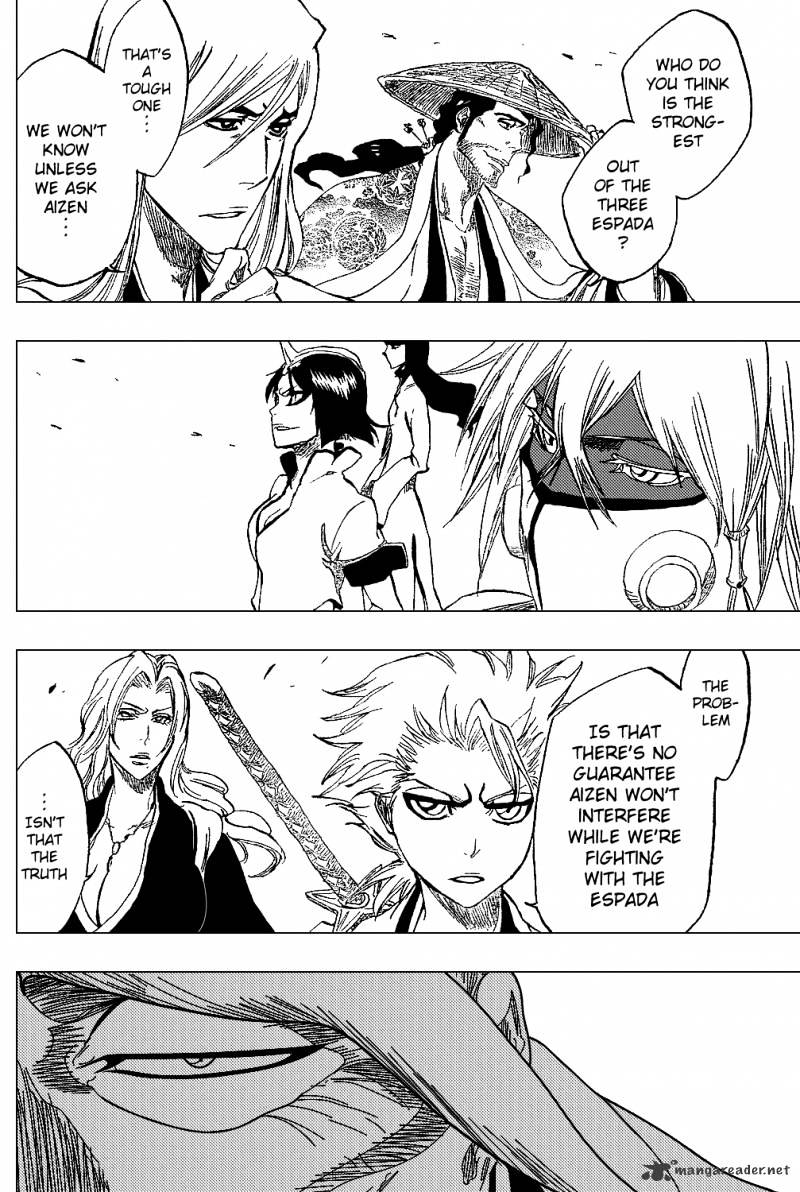 WHO DO
YOU THINK
IS THE
STRONG-
EST
OUT
OF THE
THREE
ESPADA
?
THAT'S
A
TOUGH
ONE ...
WE WON'T
KNOW
UNLESS
WE ASK
AIZEN
...
THE
PROB-
LEM
IS THAT
THERE'S NO
GUARANTEE
AIZEN WON'T
INTERFERE
WHILE WE'RE
FIGHTING
WITH THE
ESPADA
...
ISN'T
THAT
THE
TRUTH
mangareader.net